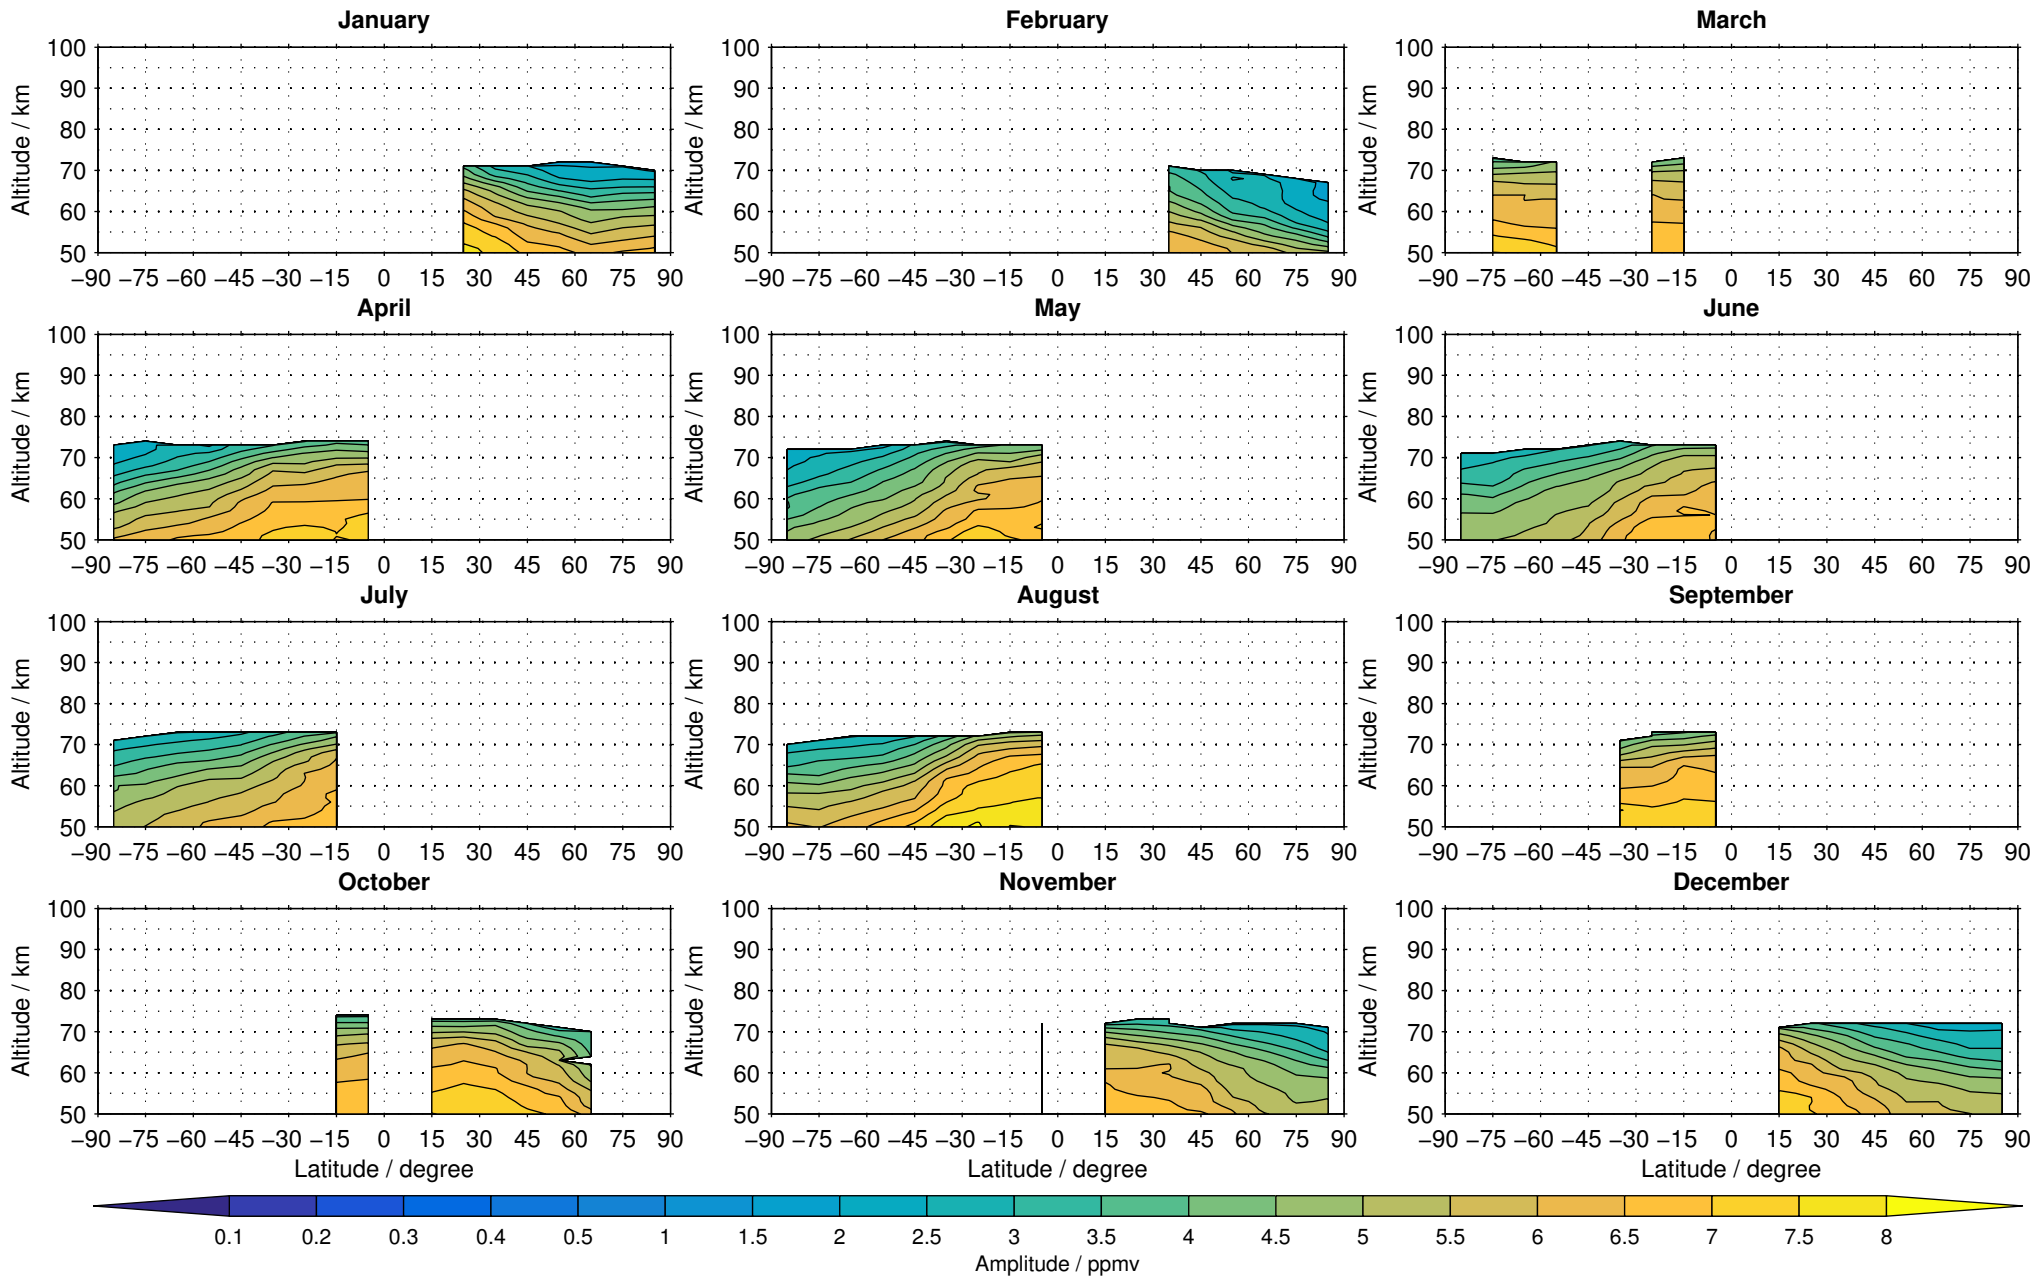 January February March
100 100 100
90 90 90
80 80 80
70 70 70
60 60 60
50 50 50
Altitude / km Altitude / km Altitude / km
−90 −75 −60 −45 −30 −15 0 15 30 45 60 75 90 −90 −75 −60 −45 −30 −15 0 15 30 45 60 75 90 −90 −75 −60 −45 −30 −15 0 15 30 45 60 75 90
April May June
100 100 100
90 90 90
80 80 80
70 70 70
60 60 60
50 50 50
Altitude / km Altitude / km Altitude / km
−90 −75 −60 −45 −30 −15 0 15 30 45 60 75 90 −90 −75 −60 −45 −30 −15 0 15 30 45 60 75 90 −90 −75 −60 −45 −30 −15 0 15 30 45 60 75 90
July August September
100 100 100
90 90 90
80 80 80
70 70 70
60 60 60
50 50 50
Altitude / km Altitude / km Altitude / km
−90 −75 −60 −45 −30 −15 0 15 30 45 60 75 90 −90 −75 −60 −45 −30 −15 0 15 30 45 60 75 90 −90 −75 −60 −45 −30 −15 0 15 30 45 60 75 90
October November December
100 100 100
90 90 90
80 80 80
70 70 70
60 60 60
50 50 50
Altitude / km Altitude / km Altitude / km
−90 −75 −60 −45 −30 −15 0 15 30 45 60 75 90 −90 −75 −60 −45 −30 −15 0 15 30 45 60 75 90 −90 −75 −60 −45 −30 −15 0 15 30 45 60 75 90
Latitude / degree Latitude / degree Latitude / degree
0.1 0.2 0.3 0.4 0.5 1 1.5 2 2.5 3 3.5 4 4.5 5 5.5 6 6.5 7 7.5 8
Amplitude / ppmv